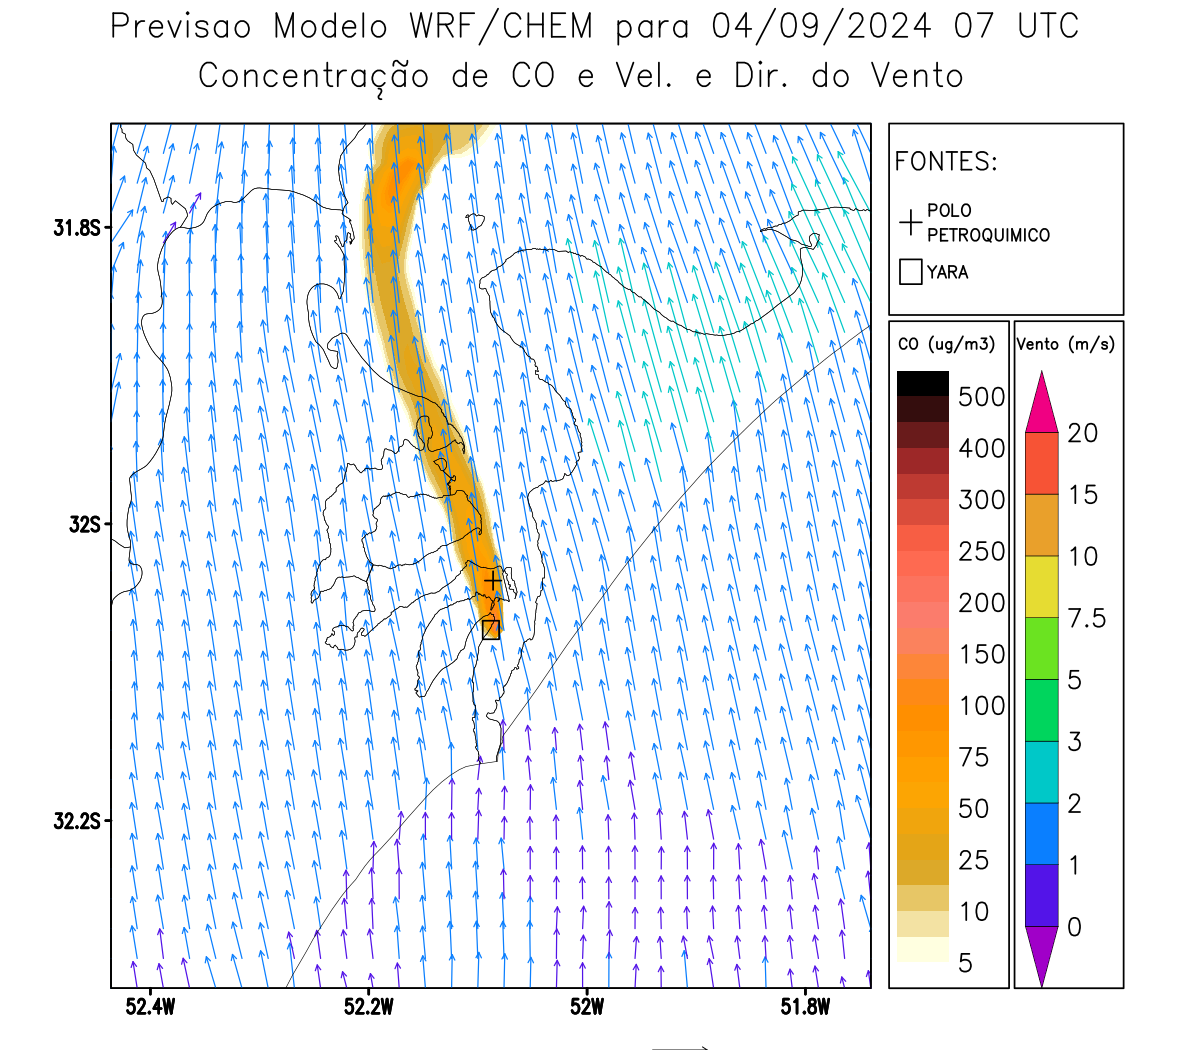 Previsao Modelo WRF/CHEM para 04/09/2024 07 UTC
Concentração de CO e Vel. e Dir. do Vento
FONTES:
POLO
PETROQUIMICO
YARA
CO (ug/m3)
500
400
300
250
200
150
100
75
50
25
10
5
Vento (m/s)
20
15
10
7.5
5
3
2
1
0
31.8S
32S
32.2S
52.4W
52.2W
52W
51.8W